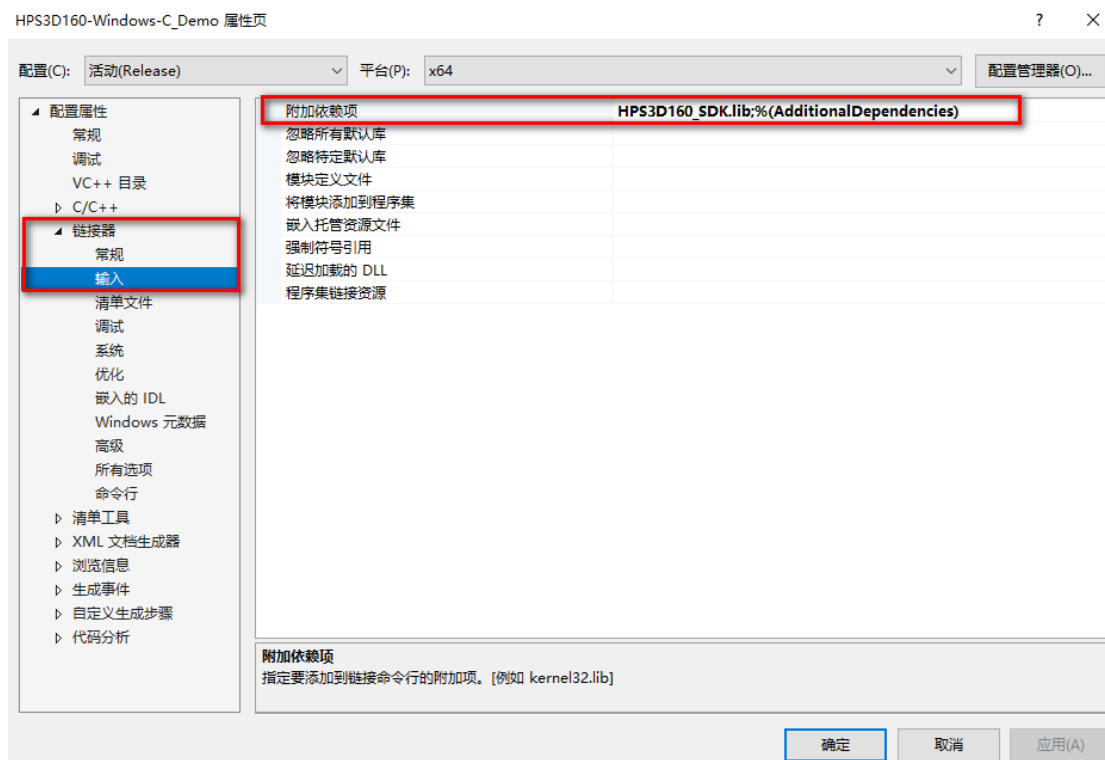 HPS3D160-Windows-C_Demo 属性页
配置(C): 活动(Release) 平台(P): x64 配置管理器(O)...
配置属性
常规
调试
VC++ 目录
C/C++
链接器
常规
输入
清单文件
调试
系统
优化
嵌入的 IDL
Windows 元数据
高级
所有选项
命令行
清单工具
XML 文档生成器
浏览信息
生成事件
自定义生成步骤
代码分析
附加依赖项 HPS3D160_SDK.lib;%(AdditionalDependencies)
忽略所有默认库
忽略特定默认库
模块定义文件
将模块添加到程序集
嵌入托管资源文件
强制符号引用
延迟加载的 DLL
程序集链接资源
附加依赖项
指定要添加到链接命令行的附加项。[例如 kernel32.lib]
确定 取消 应用(A)